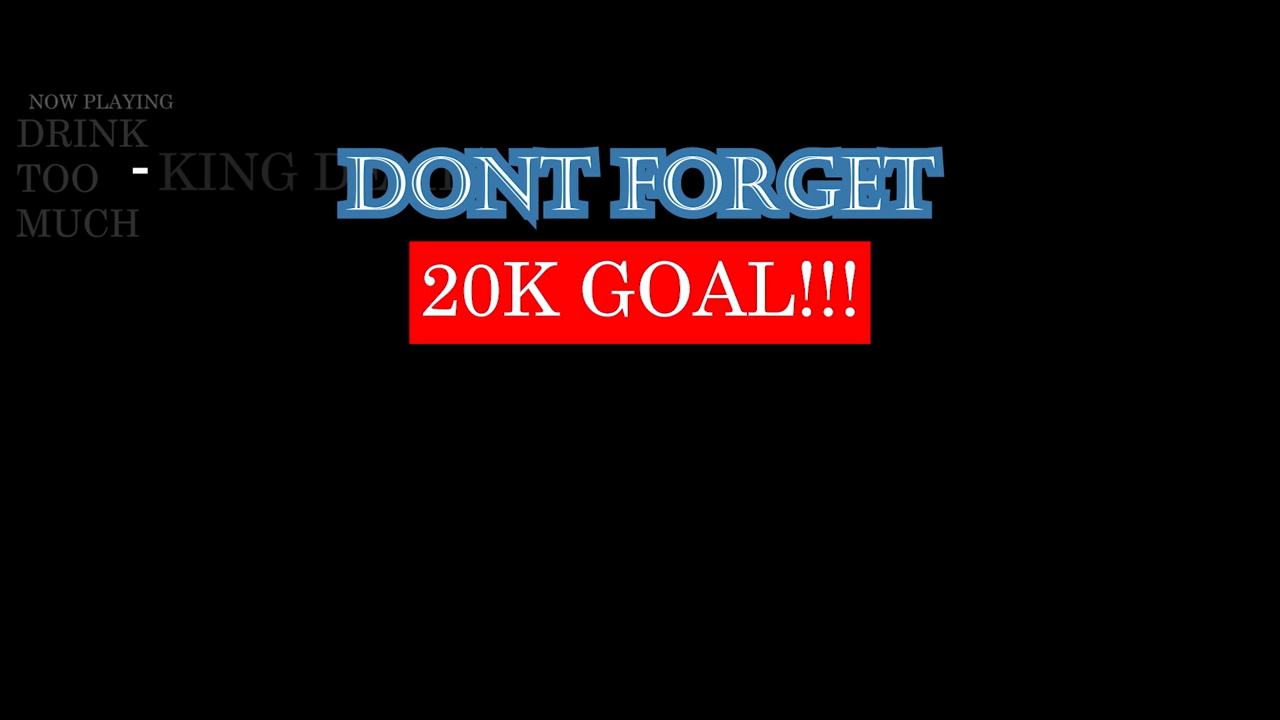 NOW PLAYING
DRINK
TOO
MUCH
- KING
DONT FORGET
20K GOAL!!!